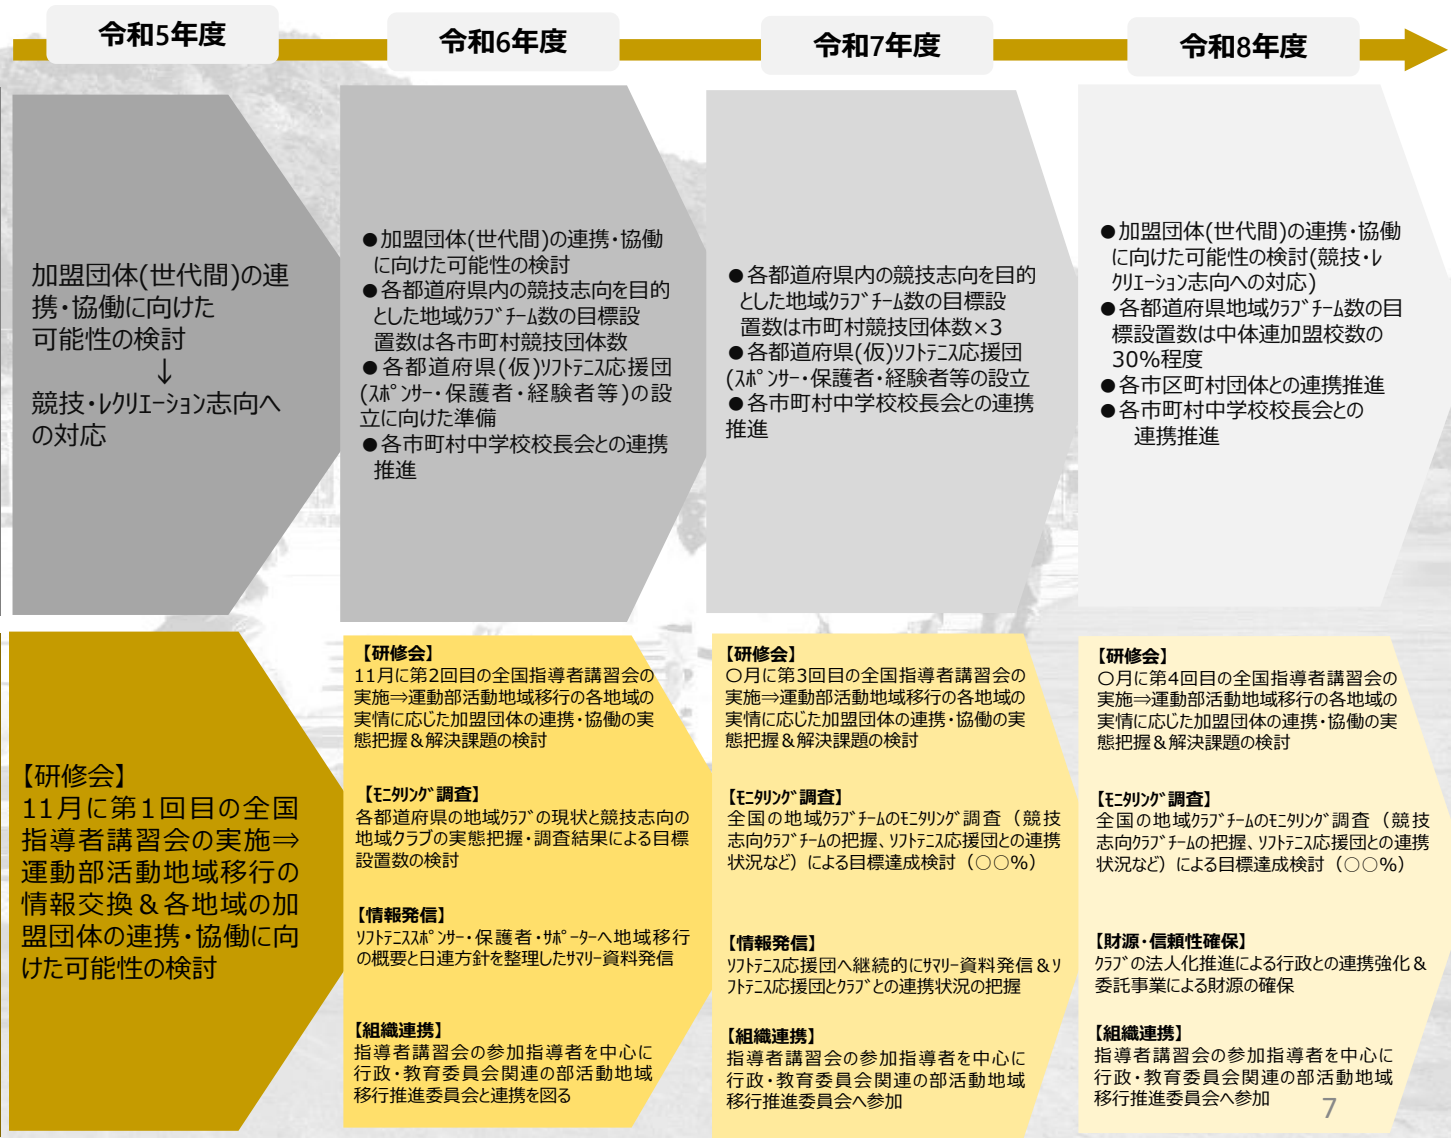 令和5年度
令和6年度
令和7年度
令和8年度
加盟団体(世代間)の連
携・協働に向けた
可能性の検討
↓
競技・ﾚｸﾘｴｰｼｮﾝ志向へ
の対応
●加盟団体(世代間)の連携・協働
に向けた可能性の検討
●各都道府県内の競技志向を目的
とした地域ｸﾗﾌﾞﾁｰﾑ数の目標設
置数は各市町村競技団体数
●各都道府県(仮)ｿﾌﾄﾃﾆｽ応援団
(ｽﾎﾟﾝｻｰ・保護者・経験者等)の設
立に向けた準備
●各市町村中学校校長会との連携
推進
●各都道府県内の競技志向を目的
とした地域ｸﾗﾌﾞﾁｰﾑ数の目標設
置数は市町村競技団体数×3
●各都道府県(仮)ｿﾌﾄﾃﾆｽ応援団
(ｽﾎﾟﾝｻｰ・保護者・経験者等の設立
●各市町村中学校校長会との連携
推進
●加盟団体(世代間)の連携・協働
に向けた可能性の検討(競技・ﾚ
ｸﾘｴｰｼｮﾝ志向への対応)
●各都道府県地域ｸﾗﾌﾞﾁｰﾑ数の目
標設置数は中体連加盟校数の
30%程度
●各市区町村団体との連携推進
●各市町村中学校校長会との
連携推進
【研修会】
11月に第1回目の全国
指導者講習会の実施⇒
運動部活動地域移行の
情報交換＆各地域の加
盟団体の連携・協働に向
けた可能性の検討
【研修会】
11月に第2回目の全国指導者講習会の
実施⇒運動部活動地域移行の各地域の
実情に応じた加盟団体の連携・協働の実
態把握＆解決課題の検討
【ﾓﾆﾀﾘﾝｸﾞ調査】
各都道府県の地域ｸﾗﾌﾞの現状と競技志向の
地域クラブの実態把握・調査結果による目標
設置数の検討
【情報発信】
ｿﾌﾄﾃﾆｽｽﾎﾟﾝｻｰ・保護者・ｻﾎﾟｰﾀｰへ地域移行
の概要と日連方針を整理したｻﾏﾘｰ資料発信
【組織連携】
指導者講習会の参加指導者を中心に
行政・教育委員会関連の部活動地域
移行推進委員会と連携を図る
【研修会】
〇月に第3回目の全国指導者講習会の
実施⇒運動部活動地域移行の各地域の
実情に応じた加盟団体の連携・協働の実
態把握＆解決課題の検討
【ﾓﾆﾀﾘﾝｸﾞ調査】
全国の地域ｸﾗﾌﾞﾁｰﾑのﾓﾆﾀﾘﾝｸﾞ調査（競技
志向ｸﾗﾌﾞﾁｰﾑの把握、ｿﾌﾄﾃﾆｽ応援団との連携
状況など）による目標達成検討（○○%）
【情報発信】
ｿﾌﾄﾃﾆｽ応援団へ継続的にｻﾏﾘｰ資料発信＆ｿ
ﾌﾄﾃﾆｽ応援団とｸﾗﾌﾞとの連携状況の把握
【組織連携】
指導者講習会の参加指導者を中心に
行政・教育委員会関連の部活動地域
移行推進委員会へ参加
【研修会】
〇月に第4回目の全国指導者講習会の
実施⇒運動部活動地域移行の各地域の
実情に応じた加盟団体の連携・協働の実
態把握＆解決課題の検討
【ﾓﾆﾀﾘﾝｸﾞ調査】
全国の地域ｸﾗﾌﾞﾁｰﾑのﾓﾆﾀﾘﾝｸﾞ調査（競技
志向ｸﾗﾌﾞﾁｰﾑの把握、ｿﾌﾄﾃﾆｽ応援団との連携
状況など）による目標達成検討（○○%）
【財源・信頼性確保】
ｸﾗﾌﾞの法人化推進による行政との連携強化＆
委託事業による財源の確保
【組織連携】
指導者講習会の参加指導者を中心に
行政・教育委員会関連の部活動地域
移行推進委員会へ参加
7